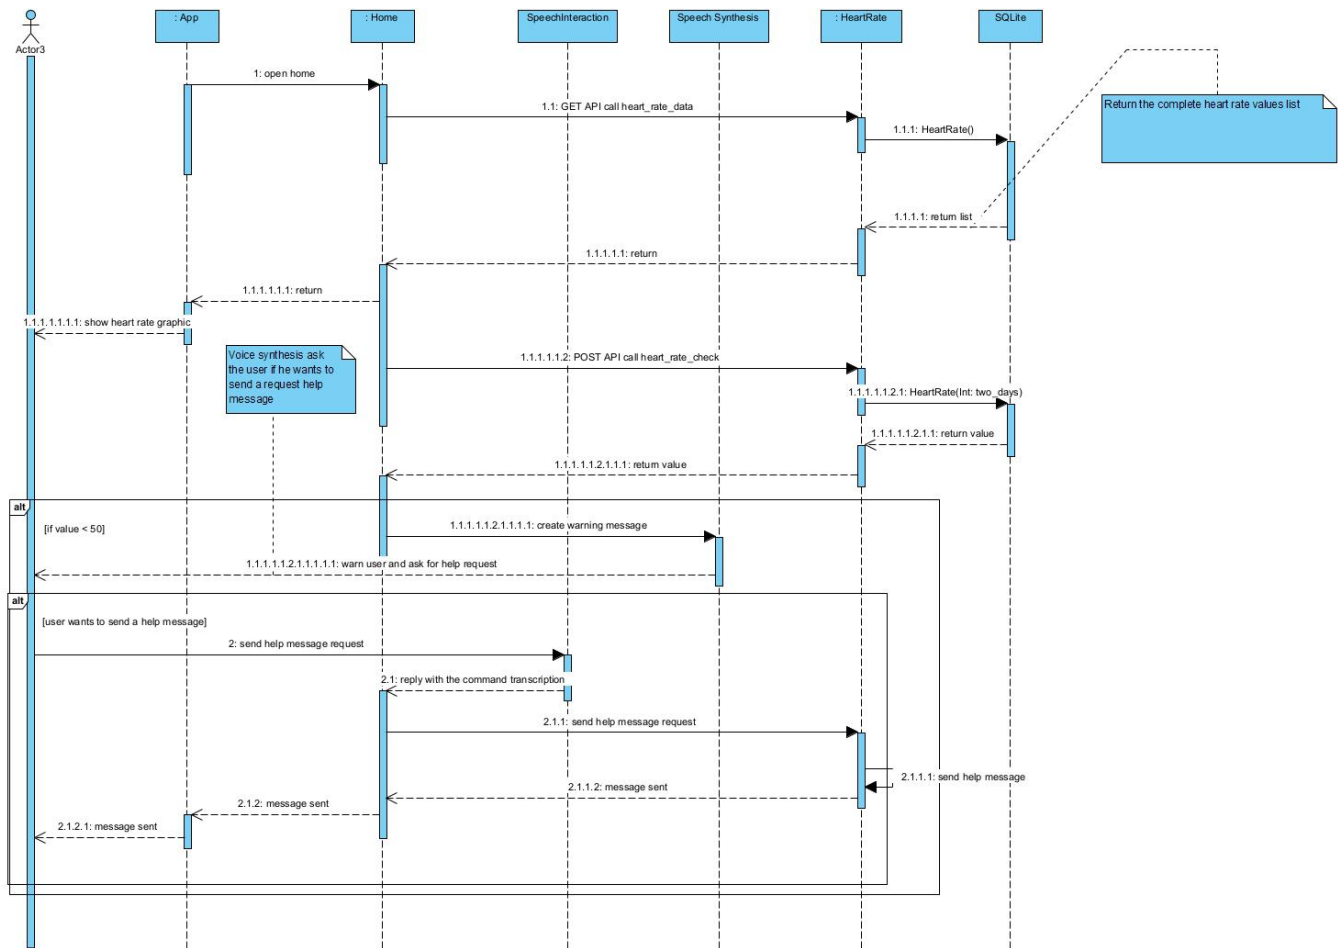 Actor3
: App
: Home
SpeechInteraction
Speech Synthesis
: HeartRate
SQLite
1: open home
1.1: GET API call heart_rate_data
Return the complete heart rate values list
1.1.1: HeartRate()
1.1.1.1: return list
1.1.1.1.1: return
1.1.1.1.1.1: return
1.1.1.1.1.1.1: show heart rate graphic
Voice synthesis ask
the user if he wants to
send a request help
message
1.1.1.1.1.2: POST API call heart_rate_check
1.1.1.1.1.2.1: HeartRate(Int: two_days)
1.1.1.1.1.2.1.1: return value
1.1.1.1.1.2.1.1.1: return value
alt
[if value < 50]
1.1.1.1.1.2.1.1.1.1: create warning message
1.1.1.1.1.2.1.1.1.1.1: warn user and ask for help request
alt
[user wants to send a help message]
2: send help message request
2.1: reply with the command transcription
2.1.1: send help message request
2.1.1.1: send help message
2.1.1.2: message sent
2.1.2: message sent
2.1.2.1: message sent